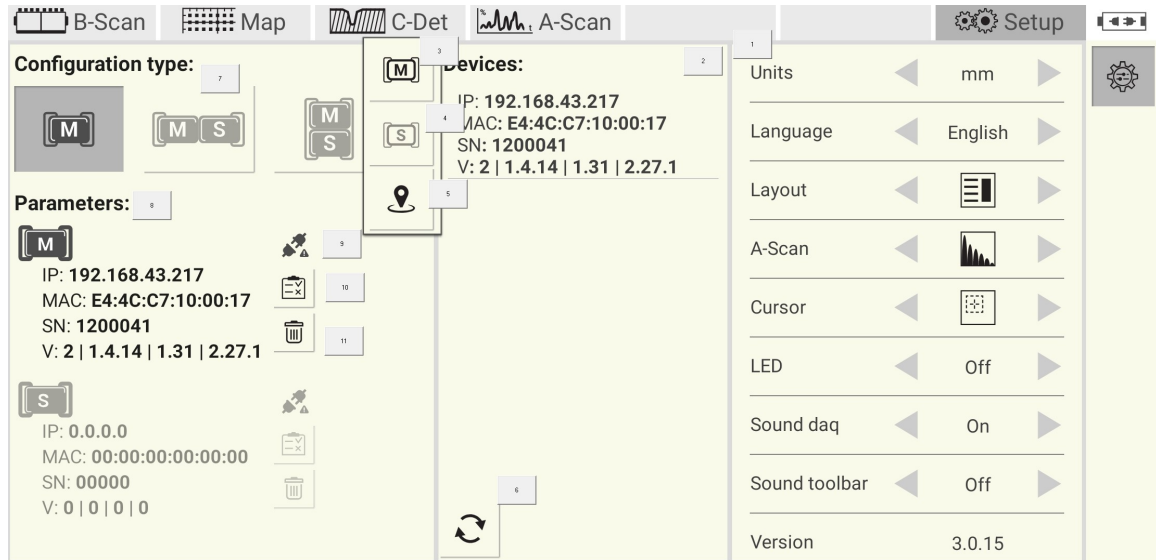 B-Scan
Map
C-Det
A-Scan
Setup
Configuration type:
7
M
M S
M
S
3
M
4
S
5
Parameters:
8
M
9
IP: 192.168.43.217
MAC: E4:4C:C7:10:00:17
10
SN: 1200041
V: 2 | 1.4.14 | 1.31 | 2.27.1
11
S
IP: 0.0.0.0
MAC: 00:00:00:00:00:00
SN: 00000
V: 0 | 0 | 0 | 0
Devices:
2
IP: 192.168.43.217
MAC: E4:4C:C7:10:00:17
SN: 1200041
V: 2 | 1.4.14 | 1.31 | 2.27.1
6
1
Units mm
Language English
Layout
A-Scan
Cursor
LED Off
Sound daq On
Sound toolbar Off
Version 3.0.15